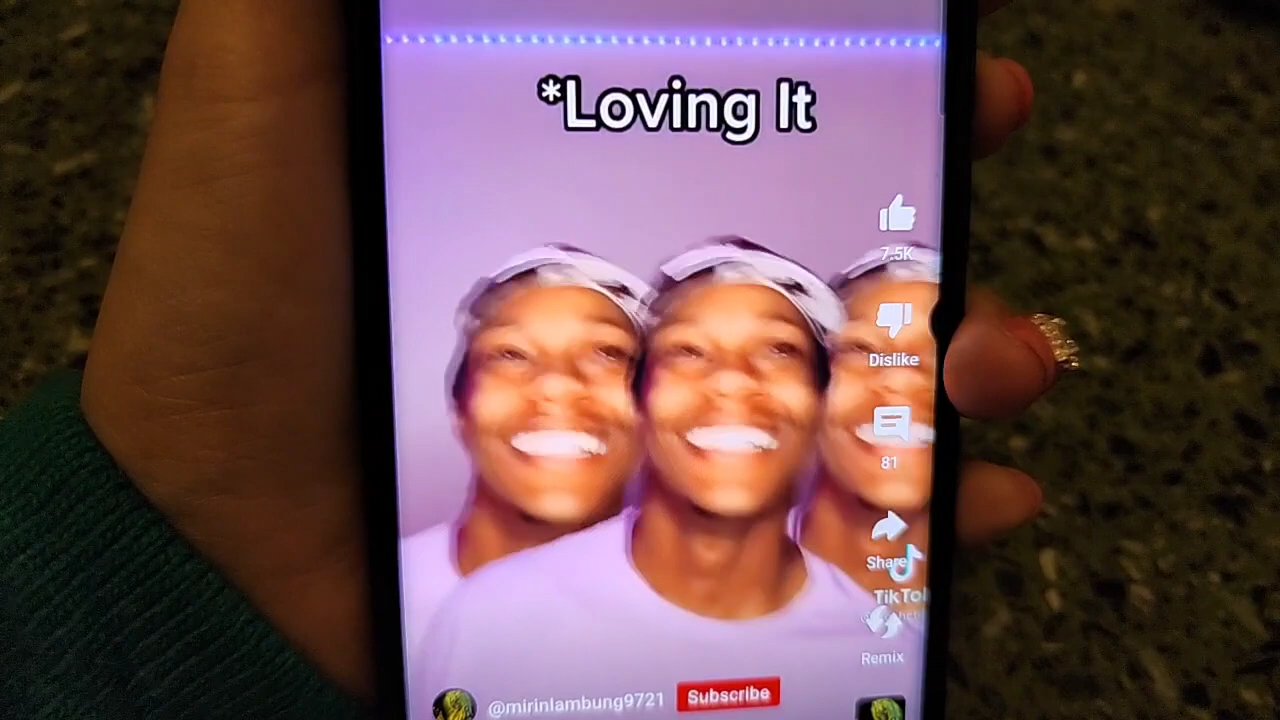 *Loving It
7.5K
Dislike
81
Share
TikTok
Remix
@mirinlambung9721
Subscribe